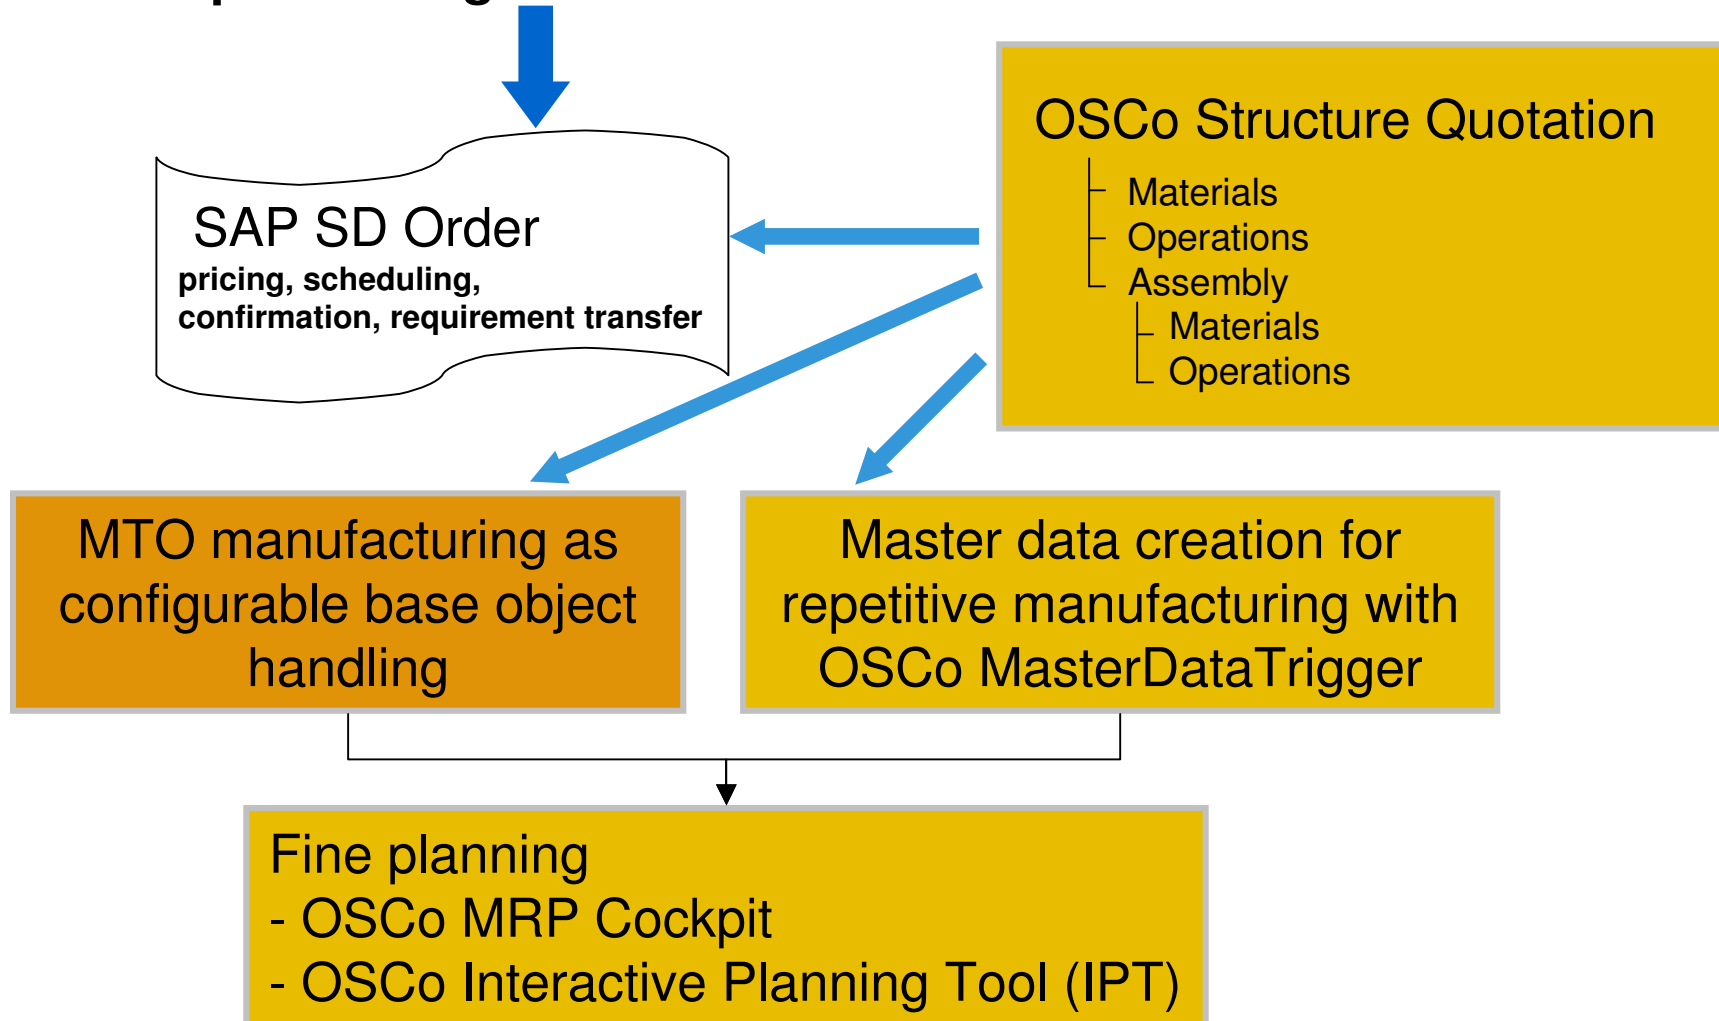 SAP SD Order
pricing, scheduling,
confirmation, requirement transfer
OSCo Structure Quotation
Materials
Operations
Assembly
Materials
Operations
MTO manufacturing as
configurable base object
handling
Master data creation for
repetitive manufacturing with
OSCo MasterDataTrigger
Fine planning
- OSCo MRP Cockpit
- OSCo Interactive Planning Tool (IPT)